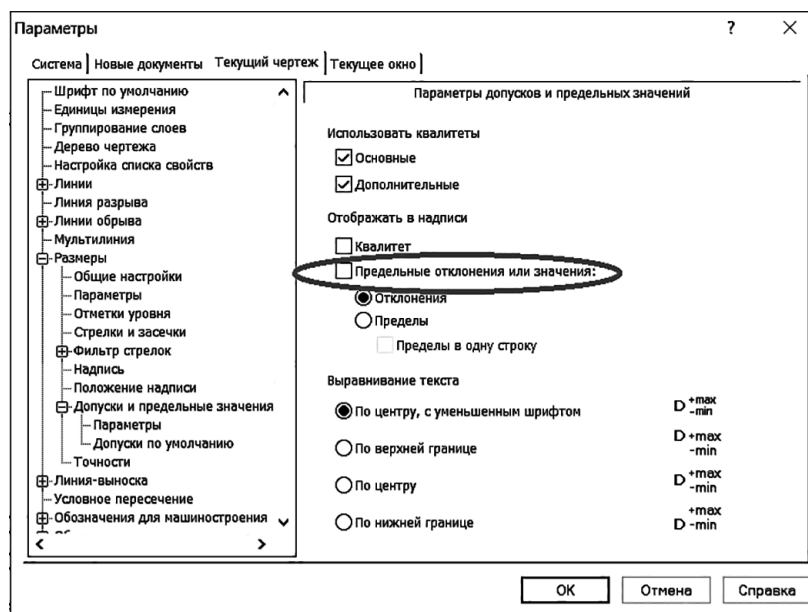 Параметры
?
Система
Новые документы
Текущий чертеж
Текущее окно
Шрифт по умолчанию
Единицы измерения
Группирование слоев
Дерево чертежа
Настройка списка свойств
Линии
Линия разрыва
Линии обрыва
Мультилиния
Размеры
Общие настройки
Параметры
Отметки уровня
Стрелки и засечки
Фильтр стрелок
Надпись
Положение надписи
Допуски и предельные значения
Параметры
Допуски по умолчанию
Точности
Линия-выноска
Условное пересечение
Обозначения для машиностроения
Параметры допусков и предельных значений
Использовать квалитеты
Основные
Дополнительные
Отображать в надписи
Квалитет
Предельные отклонения или значения:
Отклонения
Пределы
Пределы в одну строку
Выравнивание текста
По центру, с уменьшенным шрифтом
D +max
-min
По верхней границе
D +max
-min
По центру
D +max
-min
По нижней границе
+max
D -min
ОК
Отмена
Справка